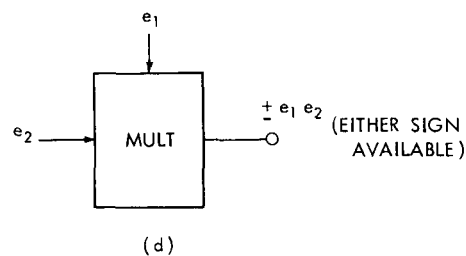 e₁
e₂
MULT
± e₁ e₂ (EITHER SIGN
AVAILABLE)
(d)